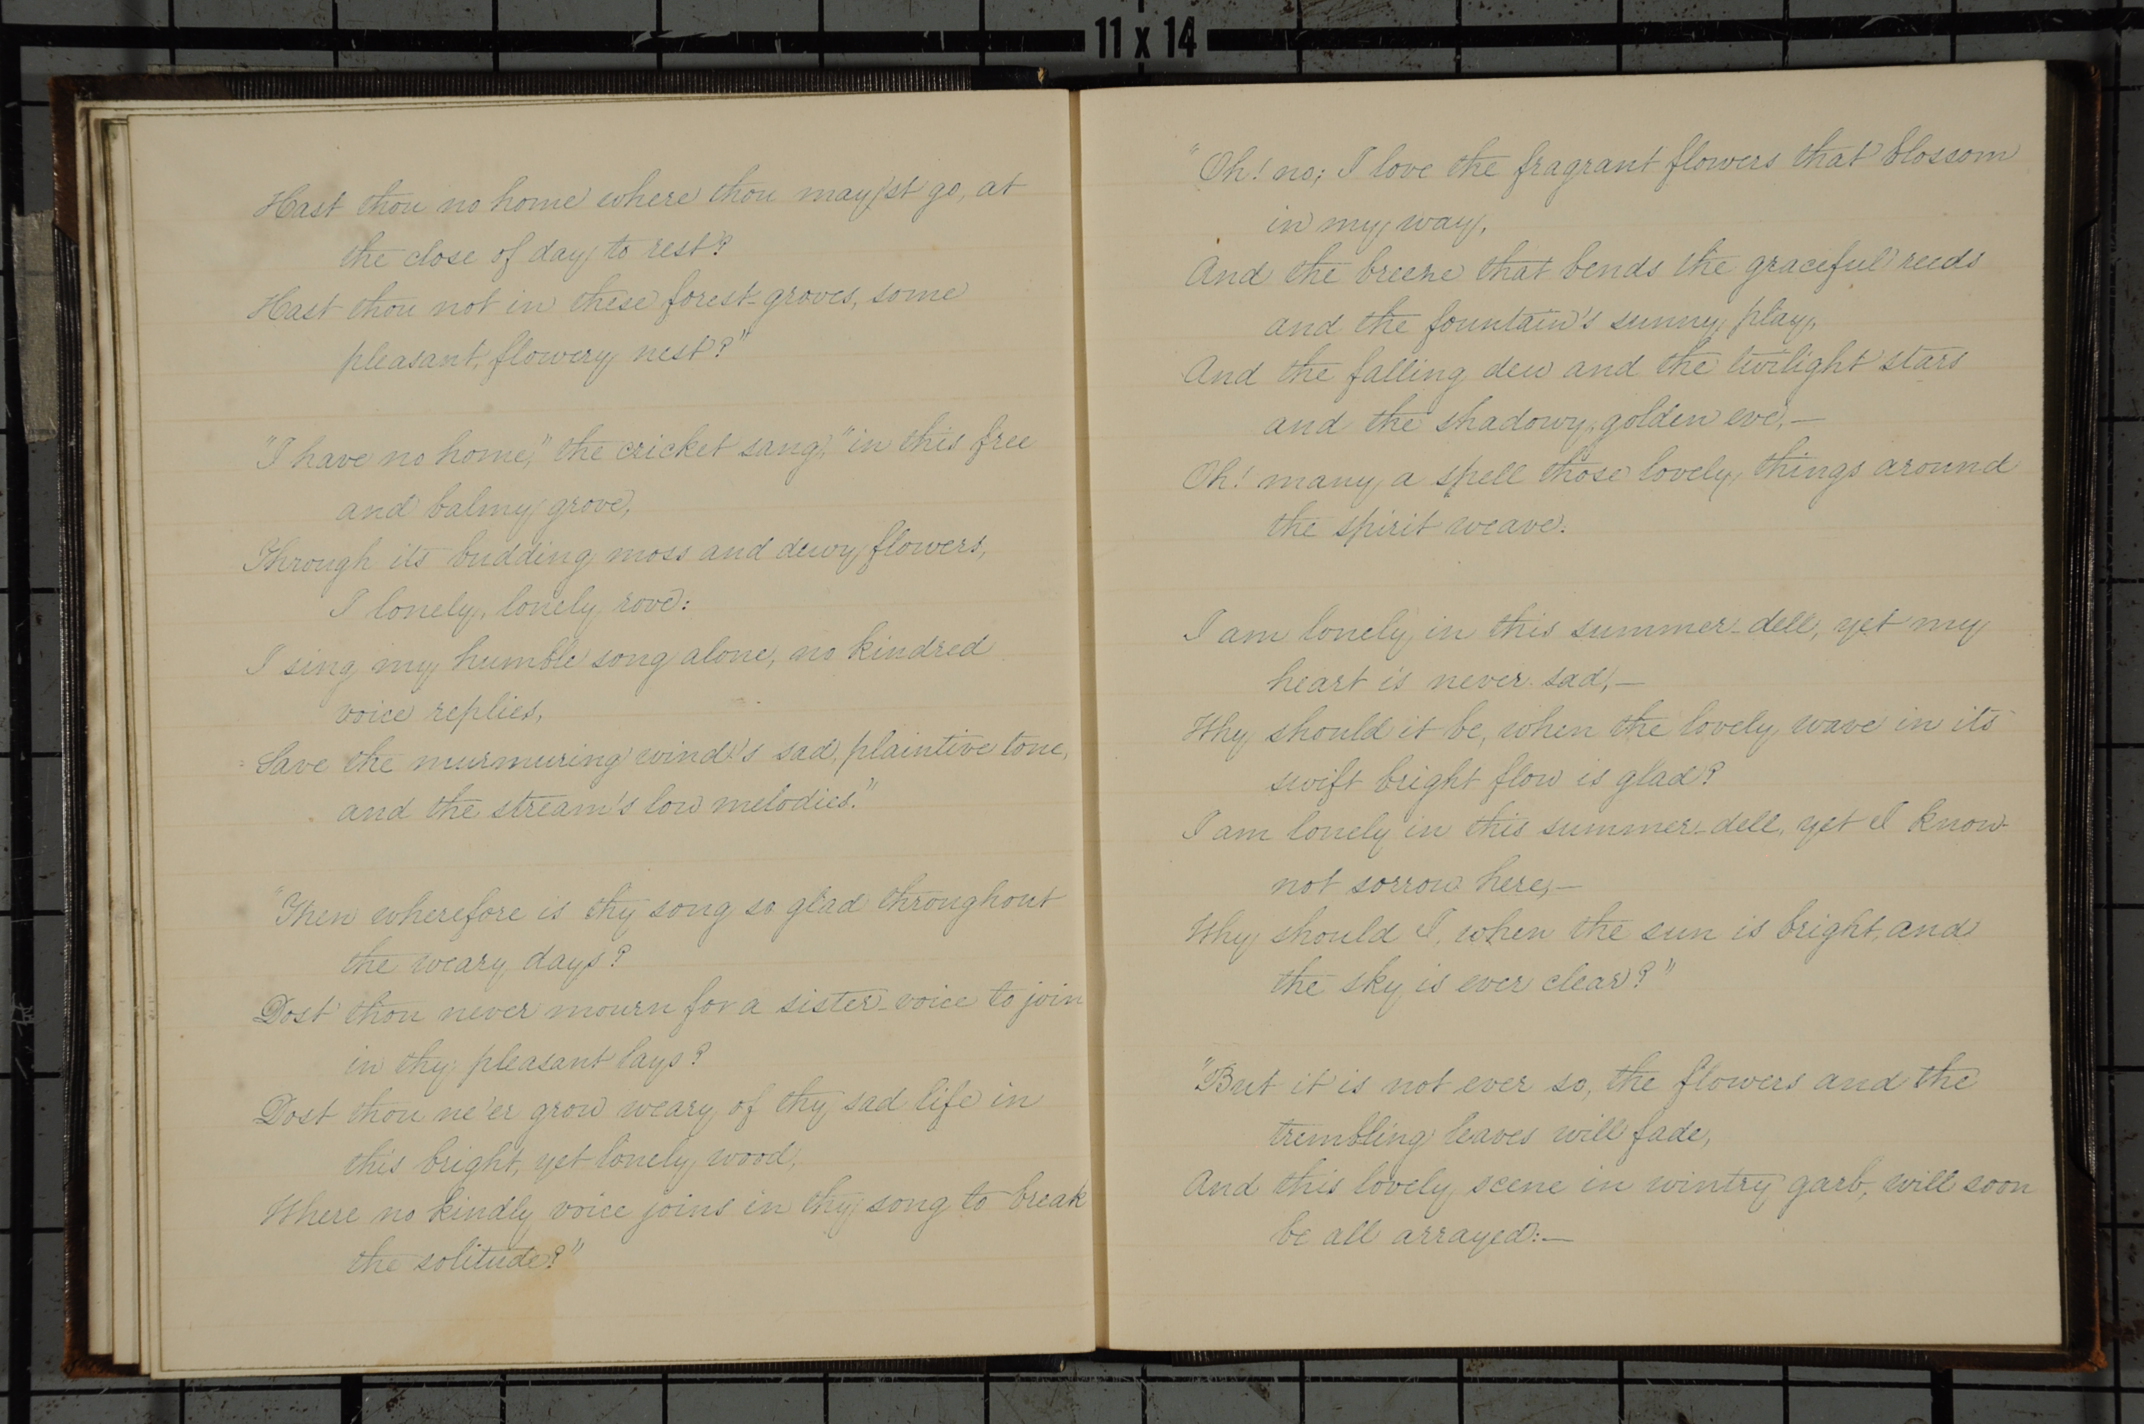 11 x 14
Hast thou no home where thou may'st go, at
the close of day to rest?
Hast thou not in these forest-groves, some
pleasant, flowery nest?"
"I have no home," the cricket sang, "in this free
and balmy grove,
Through its budding moss and dewy flowers,
I lonely, lonely rove:
I sing my humble song alone, no kindred
voice replies,
Save the murmuring wind's sad, plaintive tone,
and the stream's low melodies."
"Then wherefore is thy song so glad throughout
the weary days?
Dost thou never mourn for a sister-voice to join
in thy pleasant lays?
Dost thou ne'er grow weary of thy sad life in
this bright, yet lonely wood,
Where no kindly voice joins in thy song to break
the solitude?"
"Oh! no; I love the fragrant flowers that blossom
in my way,
And the breeze that bends the graceful reeds
and the fountain's sunny play,
And the falling dew and the twilight stars
and the shadowy, golden eve,—
Oh! many a spell those lovely things around
the spirit weave.
I am lonely in this summer-dell, yet my
heart is never sad,—
Why should it be, when the lovely wave in its
swift bright flow is glad?
I am lonely in this summer-dell, yet I know
not sorrow here,—
Why should I, when the sun is bright, and
the sky is ever clear?"
"But it is not ever so, the flowers and the
trembling leaves will fade,
And this lovely scene in wintry garb, will soon
be all arrayed:—